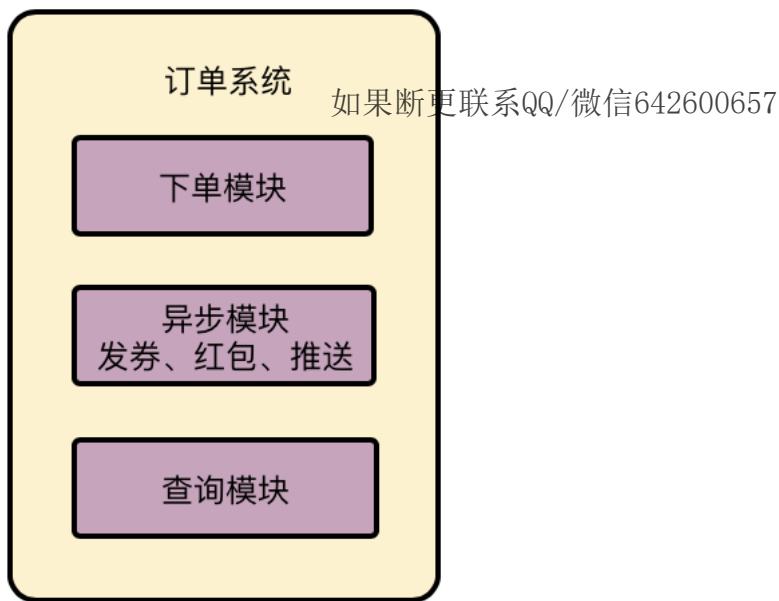 订单系统
如果断更联系QQ/微信642600657
下单模块
异步模块
发券、红包、推送
查询模块